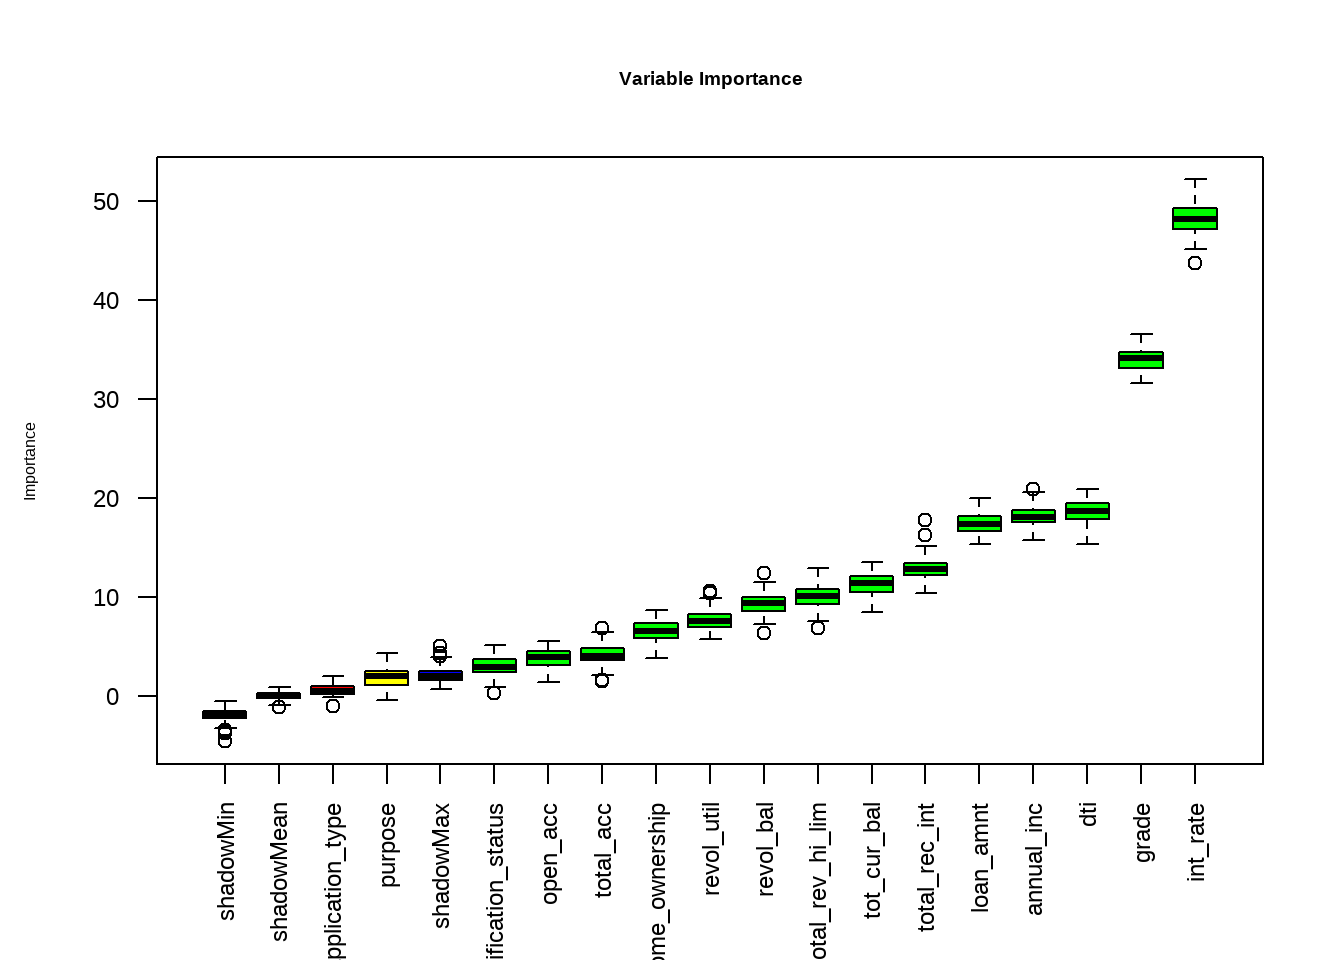 Variable Importance
Importance
50
40
30
20
10
0
shadowMin
shadowMean
pplication_type
purpose
shadowMax
ification_status
open_acc
total_acc
ome_ownership
revol_util
revol_bal
otal_rev_hi_lim
tot_cur_bal
total_rec_int
loan_amnt
annual_inc
dti
grade
int_rate